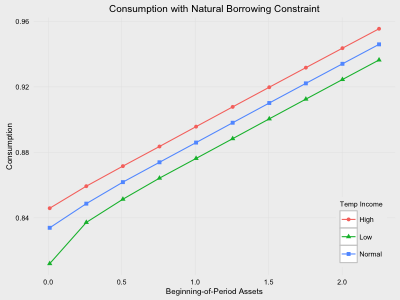 Consumption with Natural Borrowing Constraint
Consumption
0.96
0.92
0.88
0.84
0.0
0.5
1.0
1.5
2.0
Beginning-of-Period Assets
Temp Income
High
Low
Normal